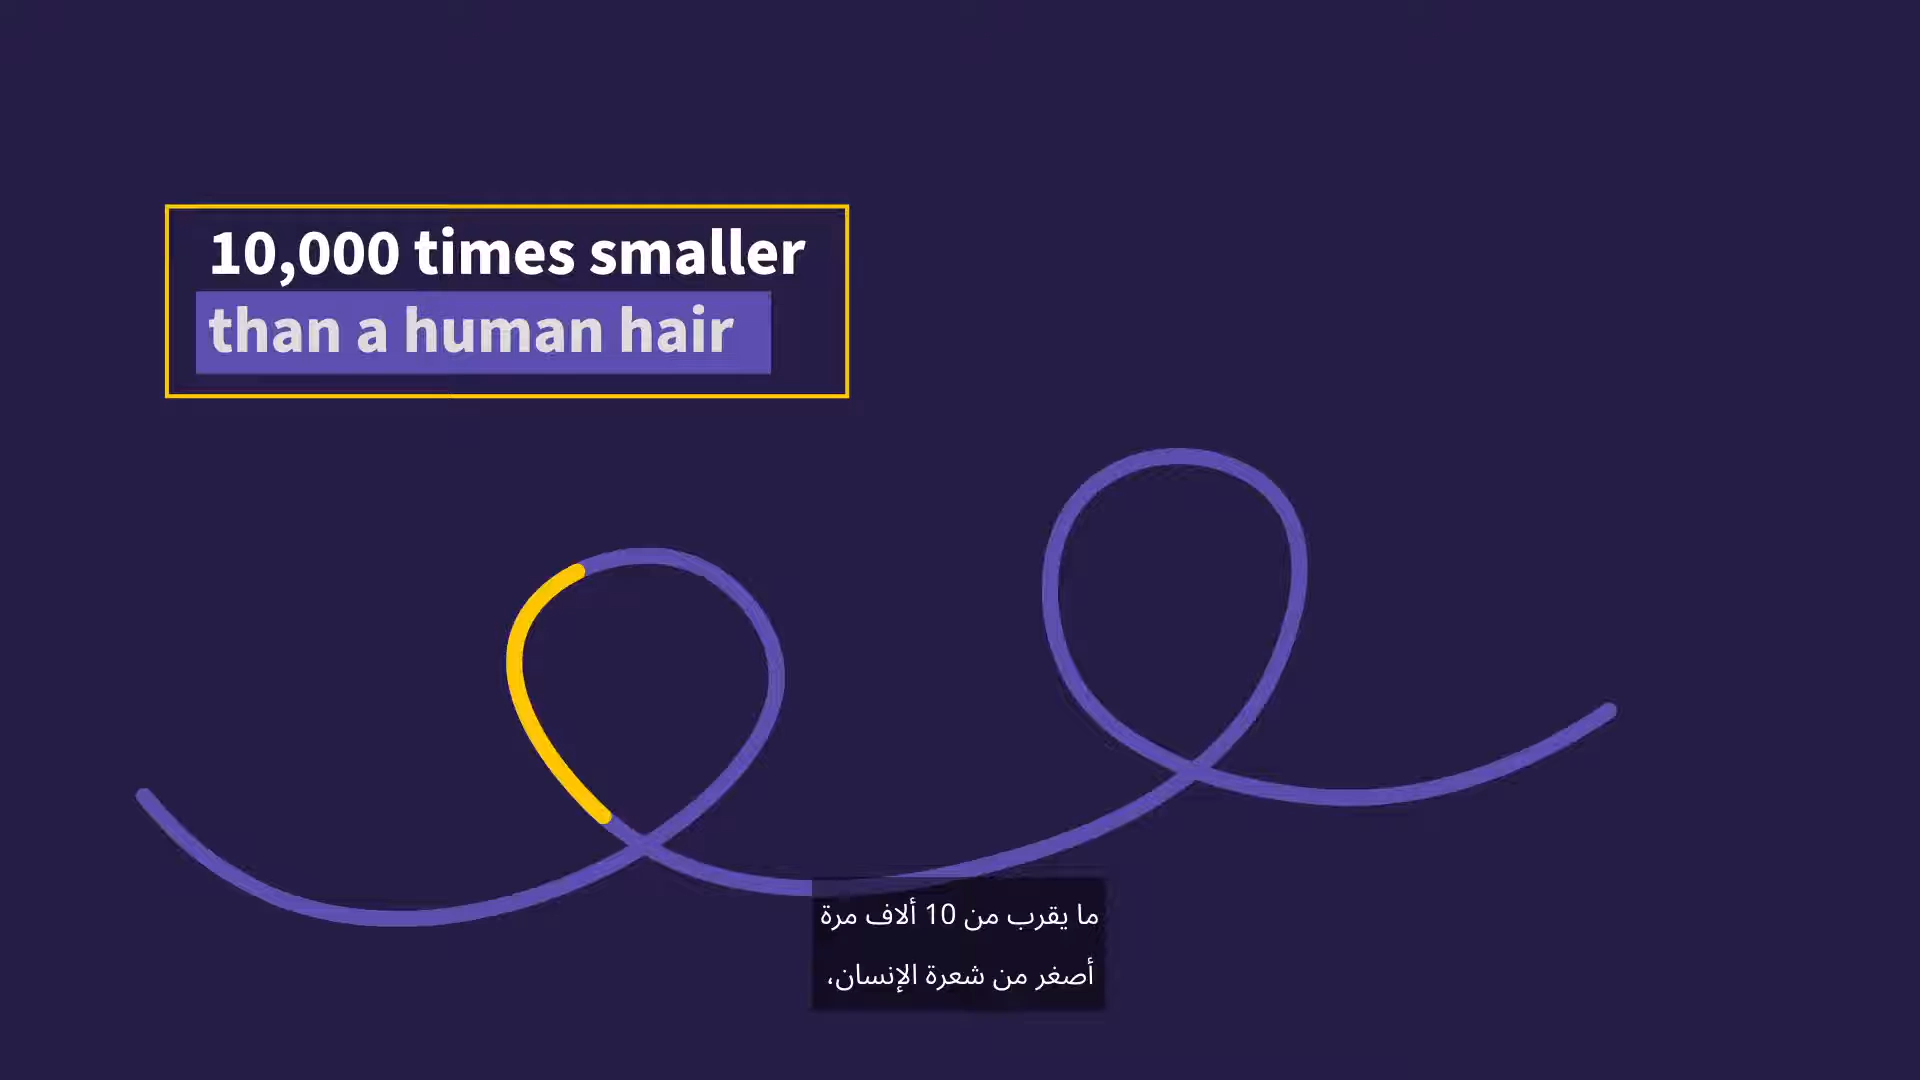 10,000 times smaller
than a human hair
ما يقرب من 10 ألاف مرة
أصغر من شعرة الإنسان،